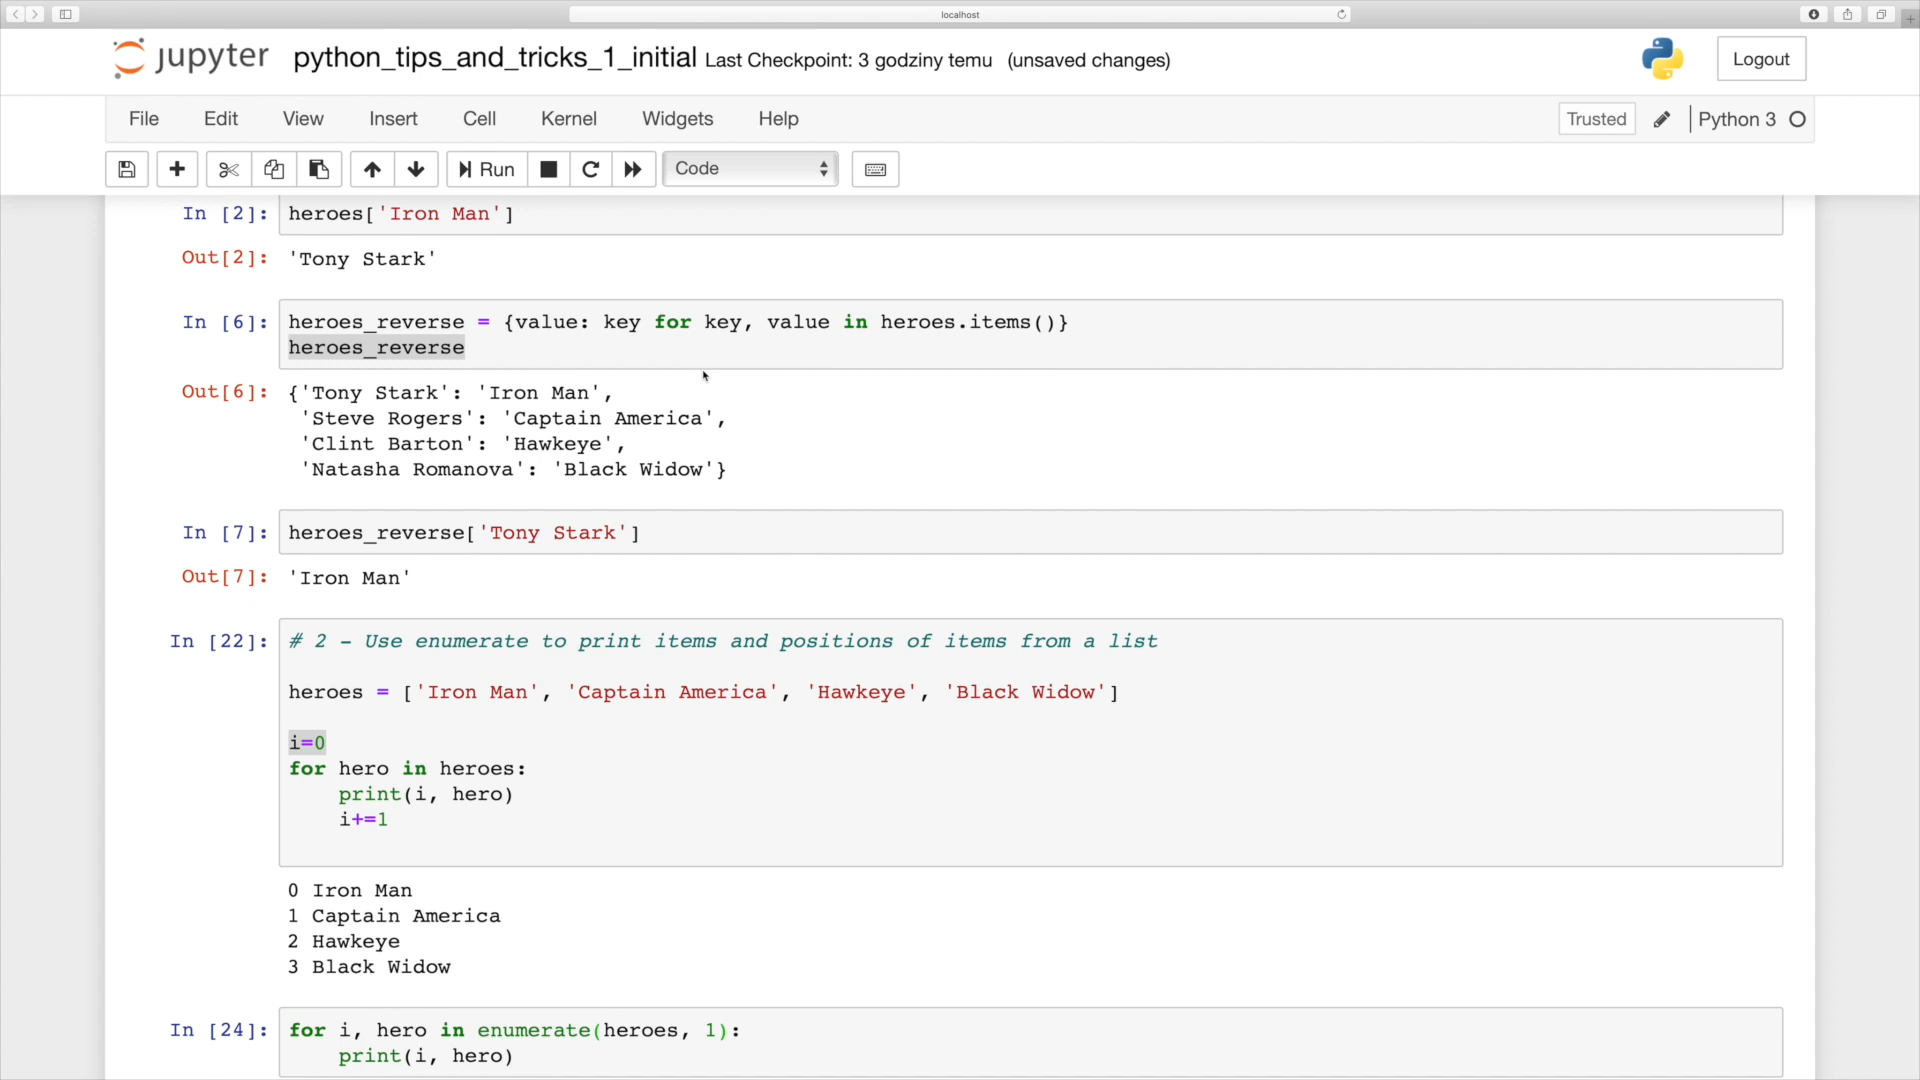 localhost
jupyter python_tips_and_tricks_1_initial Last Checkpoint: 3 godziny temu (unsaved changes) Logout
File Edit View Insert Cell Kernel Widgets Help Trusted Python 3
Run Code
In [2]: heroes['Iron Man']
Out[2]: 'Tony Stark'
In [6]: heroes_reverse = {value: key for key, value in heroes.items()}
heroes_reverse
Out[6]: {'Tony Stark': 'Iron Man',
'Steve Rogers': 'Captain America',
'Clint Barton': 'Hawkeye',
'Natasha Romanova': 'Black Widow'}
In [7]: heroes_reverse['Tony Stark']
Out[7]: 'Iron Man'
In [22]: # 2 - Use enumerate to print items and positions of items from a list
heroes = ['Iron Man', 'Captain America', 'Hawkeye', 'Black Widow']
i=0
for hero in heroes:
print(i, hero)
i+=1
0 Iron Man
1 Captain America
2 Hawkeye
3 Black Widow
In [24]: for i, hero in enumerate(heroes, 1):
print(i, hero)